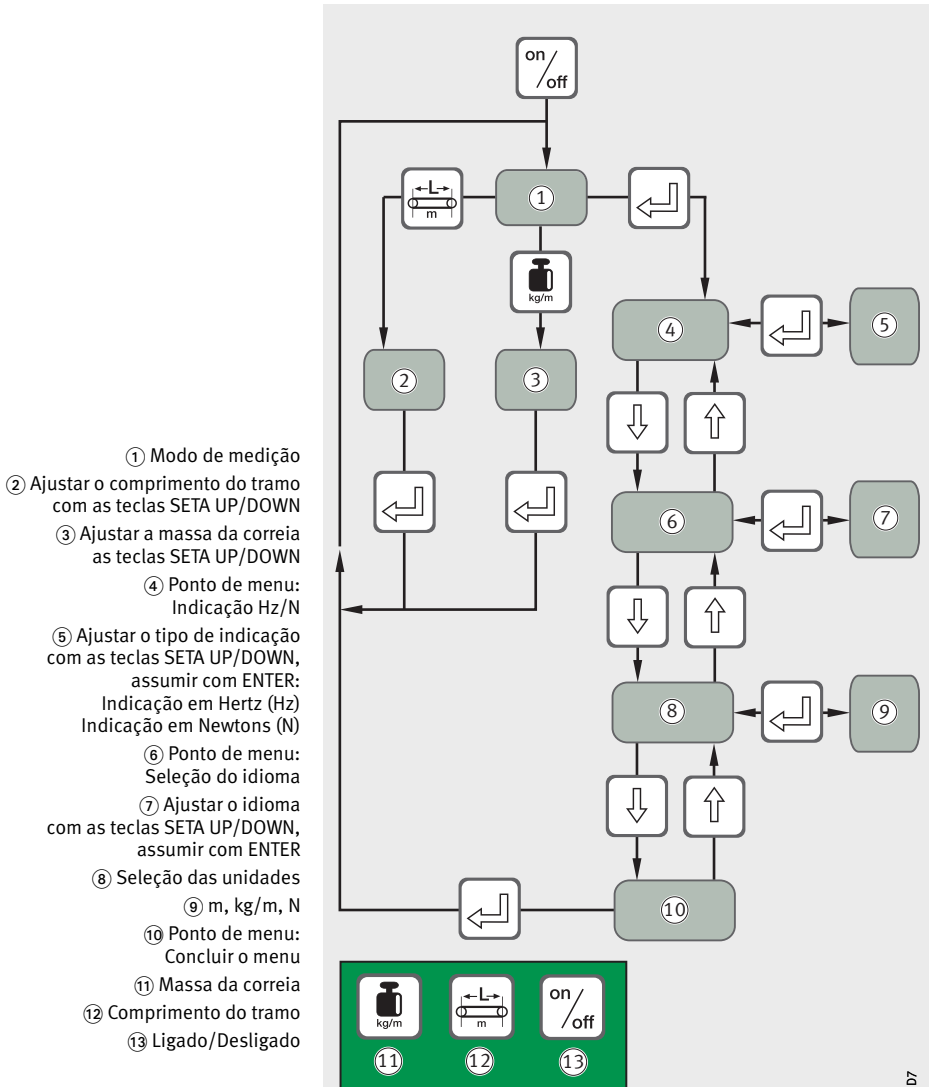 on/off
①
←L→
m
kg/m
④
⑤
②
③
⑥
⑦
⑧
⑨
⑩
① Modo de medição
② Ajustar o comprimento do tramo
com as teclas SETA UP/DOWN
③ Ajustar a massa da correia
as teclas SETA UP/DOWN
④ Ponto de menu:
Indicação Hz/N
⑤ Ajustar o tipo de indicação
com as teclas SETA UP/DOWN,
assumir com ENTER:
Indicação em Hertz (Hz)
Indicação em Newtons (N)
⑥ Ponto de menu:
Seleção do idioma
⑦ Ajustar o idioma
com as teclas SETA UP/DOWN,
assumir com ENTER
⑧ Seleção das unidades
⑨ m, kg/m, N
⑩ Ponto de menu:
Concluir o menu
⑪ Massa da correia
⑫ Comprimento do tramo
⑬ Ligado/Desligado
kg/m
←L→
m
on/off
⑪
⑫
⑬